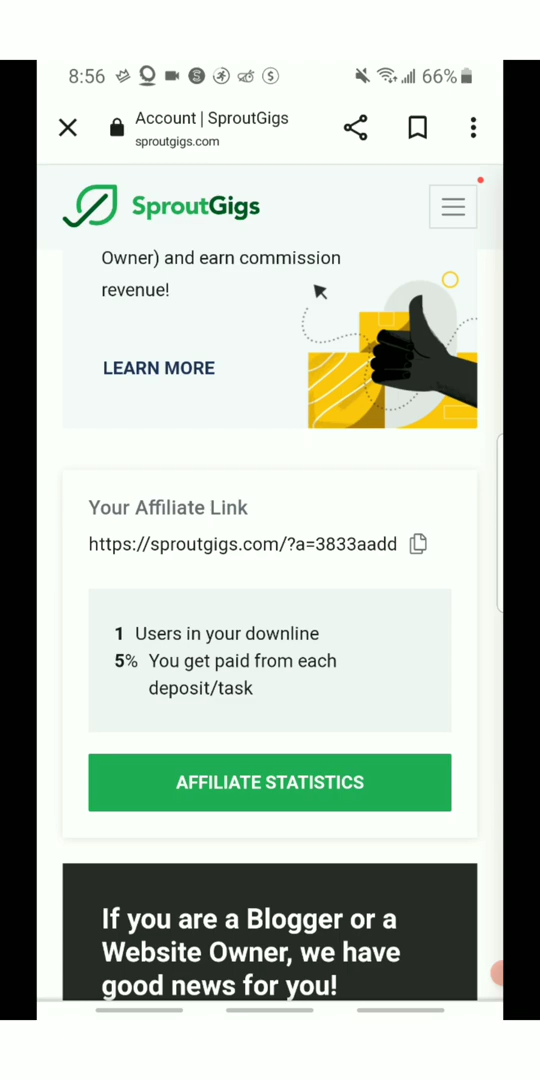 8:56
66%
Account | SproutGigs
sproutgigs.com
SproutGigs
Owner) and earn commission
revenue!
LEARN MORE
Your Affiliate Link
https://sproutgigs.com/?a=3833aadd
1 Users in your downline
5% You get paid from each
deposit/task
AFFILIATE STATISTICS
If you are a Blogger or a
Website Owner, we have
good news for you!